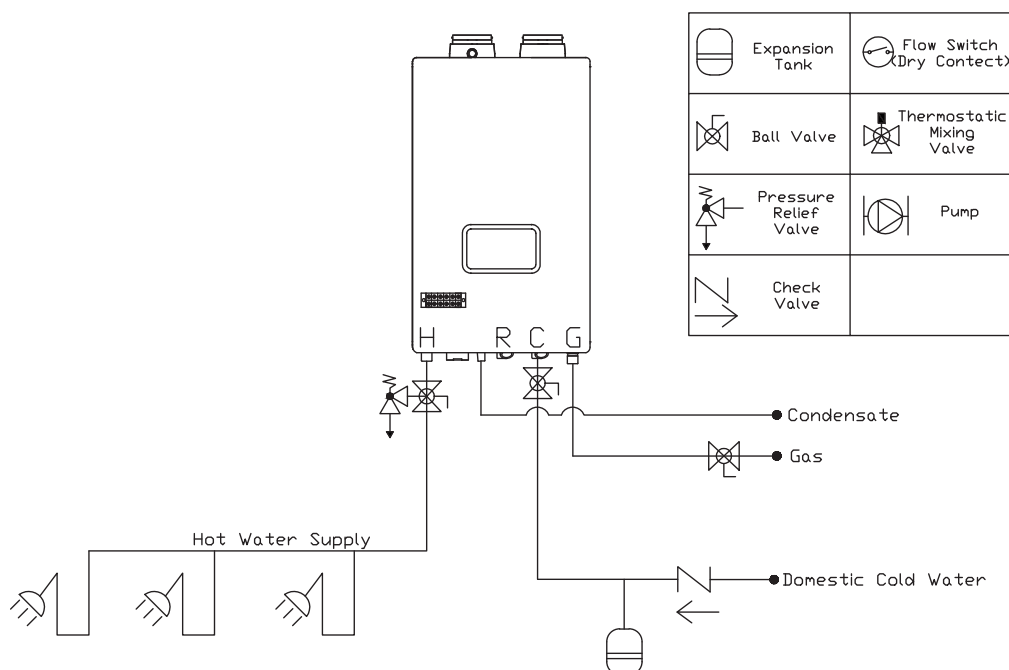 Expansion
Tank
Flow Switch
(Dry Contect)
Ball Valve
Thermostatic
Mixing
Valve
Pressure
Relief
Valve
Pump
Check
Valve
H
R
C
G
Condensate
Gas
Hot Water Supply
Domestic Cold Water